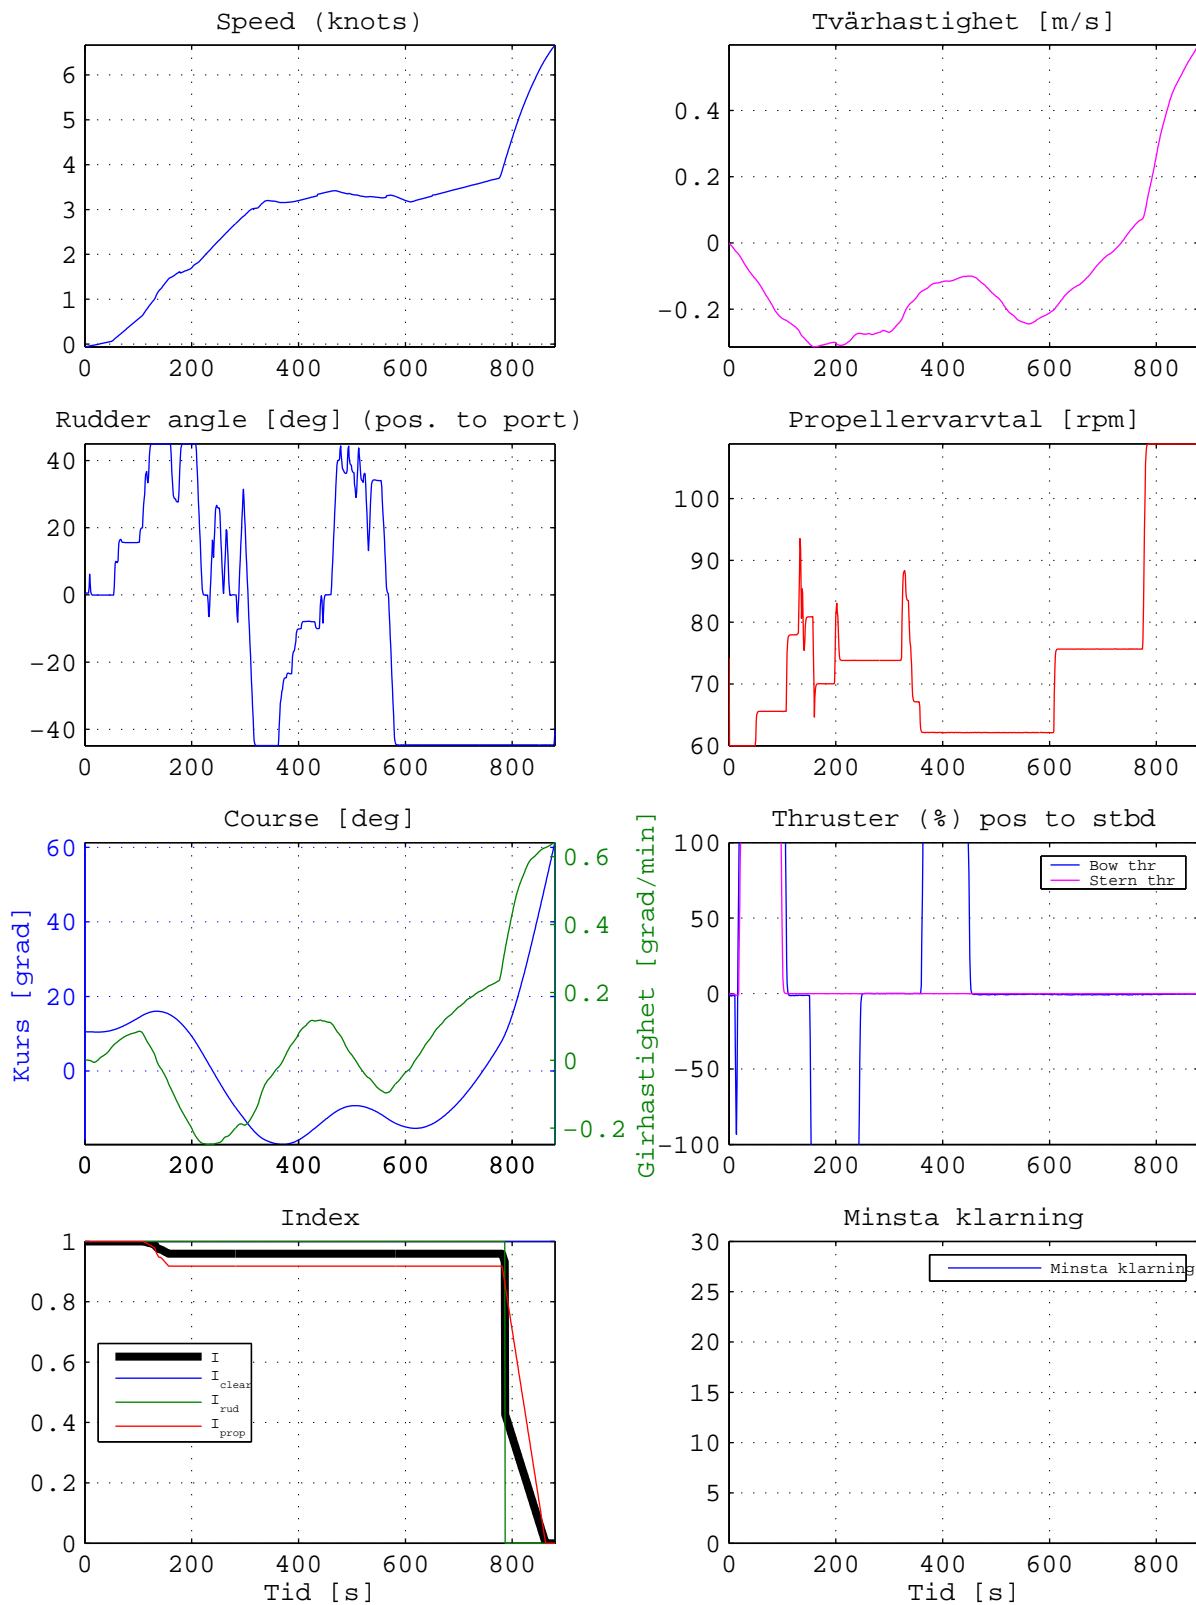 Speed (knots)
6
5
4
3
2
1
0
0 200 400 600 800
Tvärhastighet [m/s]
0.4
0.2
0
−0.2
0 200 400 600 800
Rudder angle [deg] (pos. to port)
40
20
0
−20
−40
0 200 400 600 800
Propellervarvtal [rpm]
100
90
80
70
60
0 200 400 600 800
Course [deg]
Kurs [grad]
60
40
20
0
0 200 400 600 800
0.6
0.4
0.2
0
−0.2
Girhastighet [grad/min]
Thruster (%) pos to stbd
100
50
0
−50
−100
Bow thr
Stern thr
0 200 400 600 800
Index
1
0.8
0.6
0.4
0.2
0
I
I clear
I rud
I prop
0 200 400 600 800
Tid [s]
Minsta klarning
30
25
20
15
10
5
0
Minsta klarning
0 200 400 600 800
Tid [s]